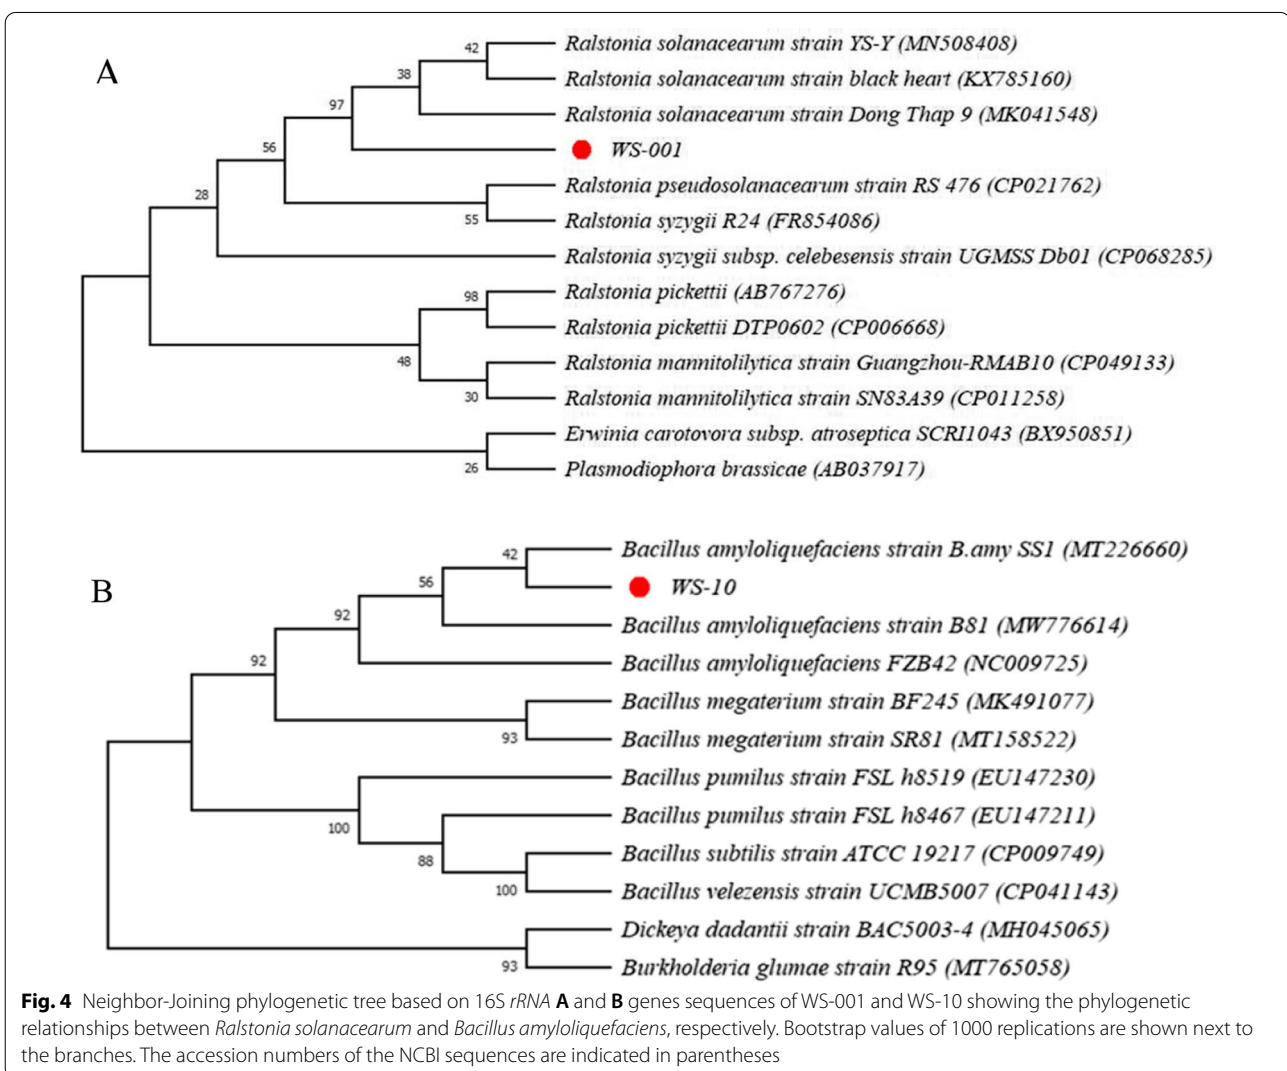 A
42
Ralstonia solanacearum strain YS-Y (MN508408)
38
Ralstonia solanacearum strain black heart (KX785160)
97
Ralstonia solanacearum strain Dong Thap 9 (MK041548)
56
WS-001
Ralstonia pseudosolanacearum strain RS 476 (CP021762)
28
55
Ralstonia syzygii R24 (FR854086)
Ralstonia syzygii subsp. celebesensis strain UGMSS Db01 (CP068285)
98
Ralstonia pickettii (AB767276)
Ralstonia pickettii DTP0602 (CP006668)
48
Ralstonia mannitolilytica strain Guangzhou-RMAB10 (CP049133)
30
Ralstonia mannitolilytica strain SN83A39 (CP011258)
Erwinia carotovora subsp. atroseptica SCRI1043 (BX950851)
26
Plasmodiophora brassicae (AB037917)
B
42
Bacillus amyloliquefaciens strain B.amy SS1 (MT226660)
56
WS-10
92
Bacillus amyloliquefaciens strain B81 (MW776614)
92
Bacillus amyloliquefaciens FZB42 (NC009725)
Bacillus megaterium strain BF245 (MK491077)
93
Bacillus megaterium strain SR81 (MT158522)
Bacillus pumilus strain FSL h8519 (EU147230)
100
Bacillus pumilus strain FSL h8467 (EU147211)
88
Bacillus subtilis strain ATCC 19217 (CP009749)
100
Bacillus velezensis strain UCMB5007 (CP041143)
Dickeya dadantii strain BAC5003-4 (MH045065)
93
Burkholderia glumae strain R95 (MT765058)
Fig. 4 Neighbor-Joining phylogenetic tree based on 16S rRNA A and B genes sequences of WS-001 and WS-10 showing the phylogenetic
relationships between Ralstonia solanacearum and Bacillus amyloliquefaciens, respectively. Bootstrap values of 1000 replications are shown next to
the branches. The accession numbers of the NCBI sequences are indicated in parentheses